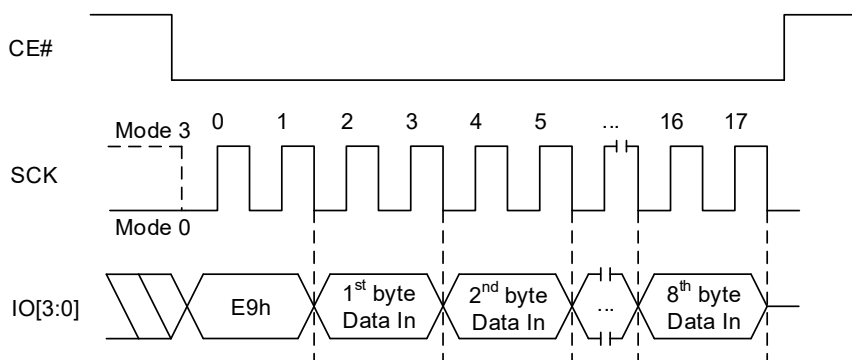 CE#
Mode 3
0 1 2 3 4 5 ... 16 17
SCK
Mode 0
IO[3:0]
E9h
1st byte
Data In
2nd byte
Data In
...
8th byte
Data In